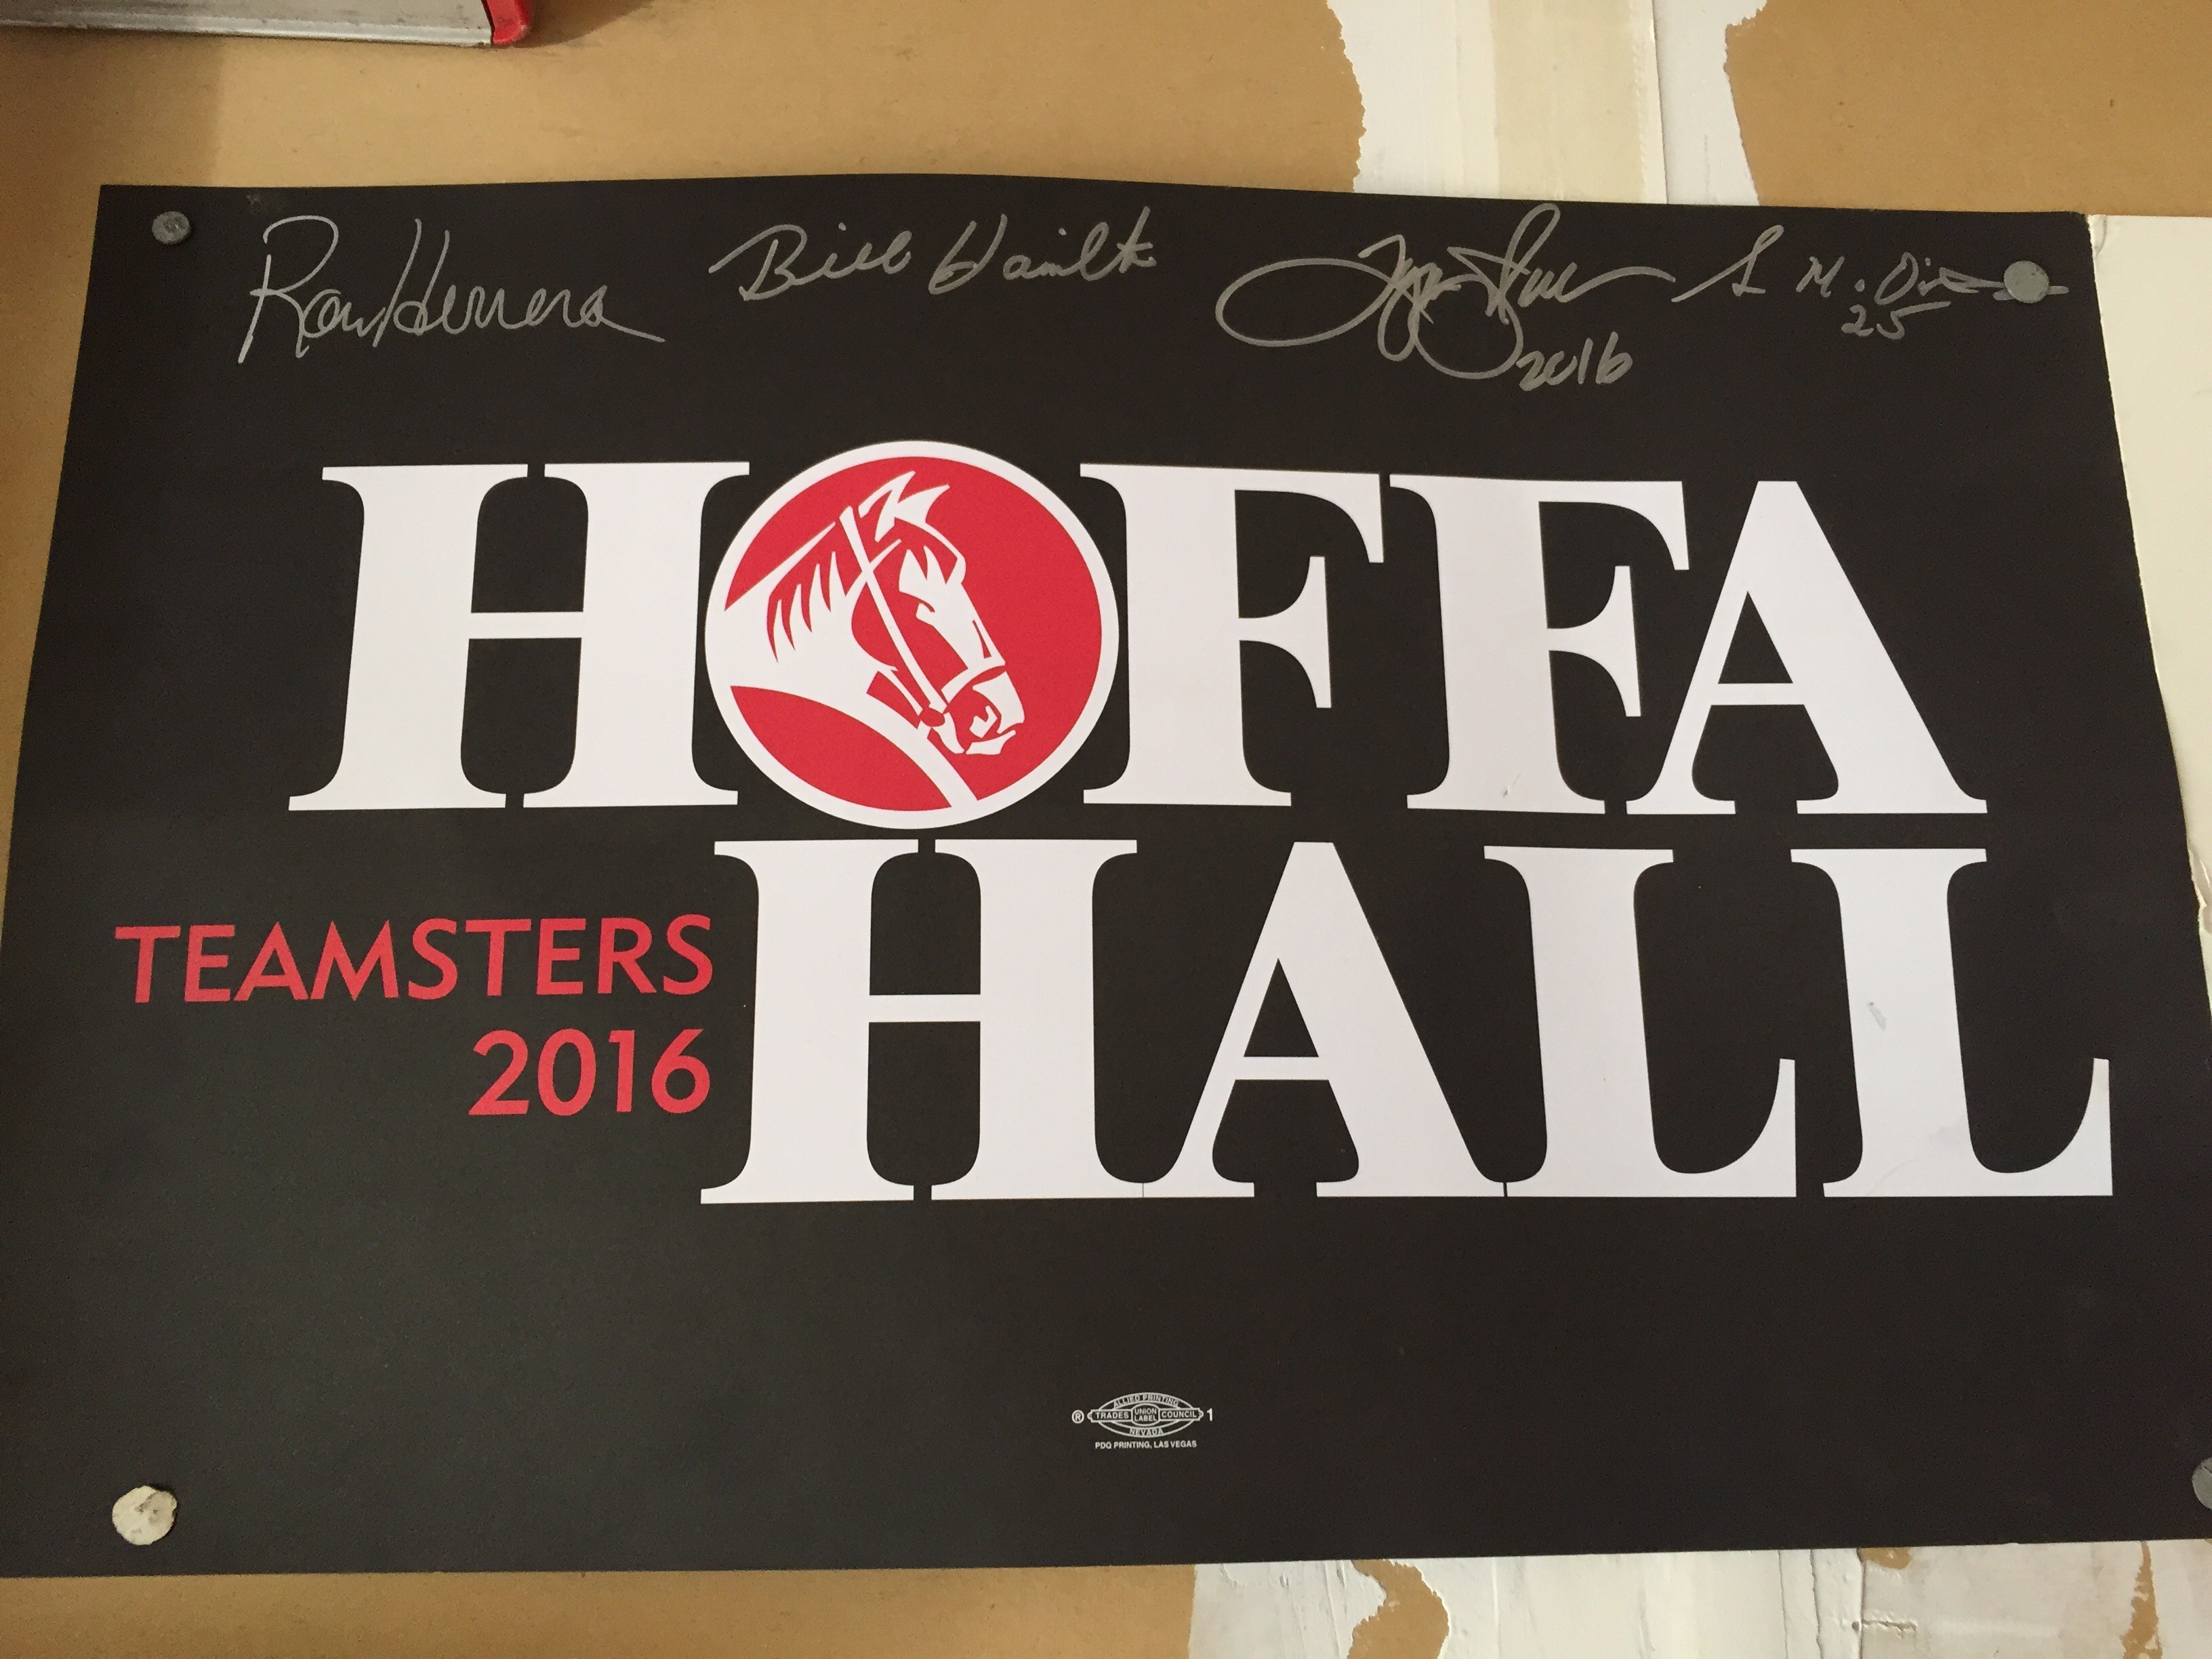 Ron Herrera Bill Hamilton
2016
25
HOFFA
HALL
TEAMSTERS
2016
® ALLIED PRINTING
TRADES UNION LABEL COUNCIL 1
NEVADA
PDQ PRINTING, LAS VEGAS